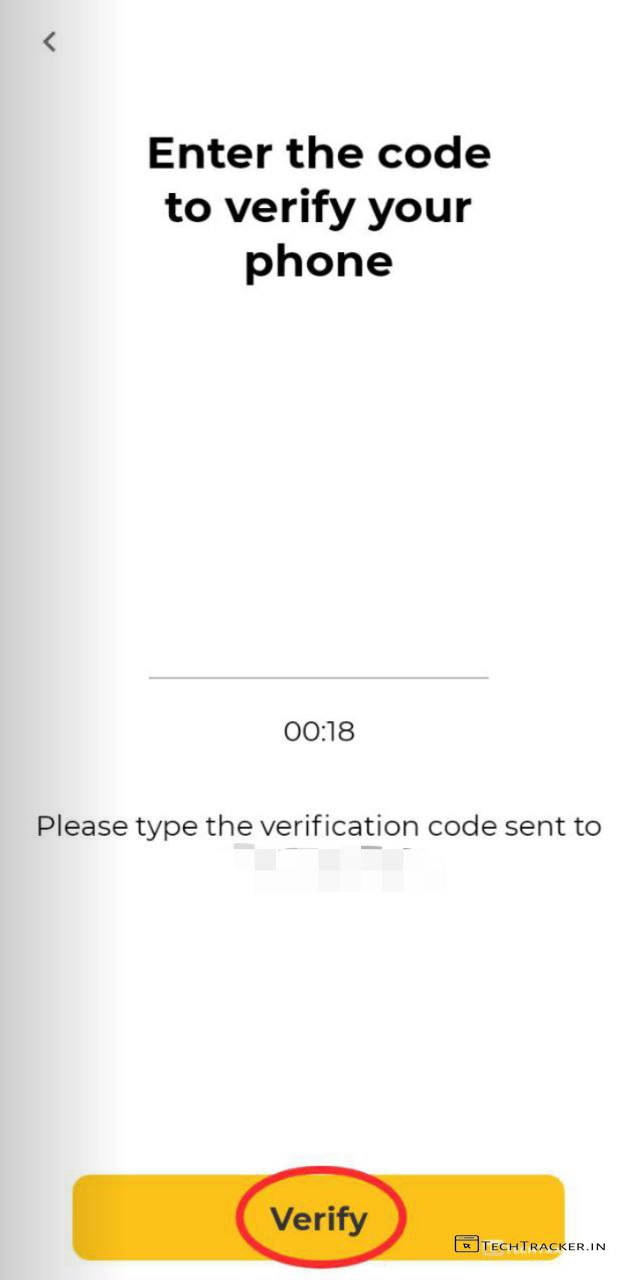 Enter the code
to verify your
phone
00:18
Please type the verification code sent to
Verify
TECHTRACKER.IN